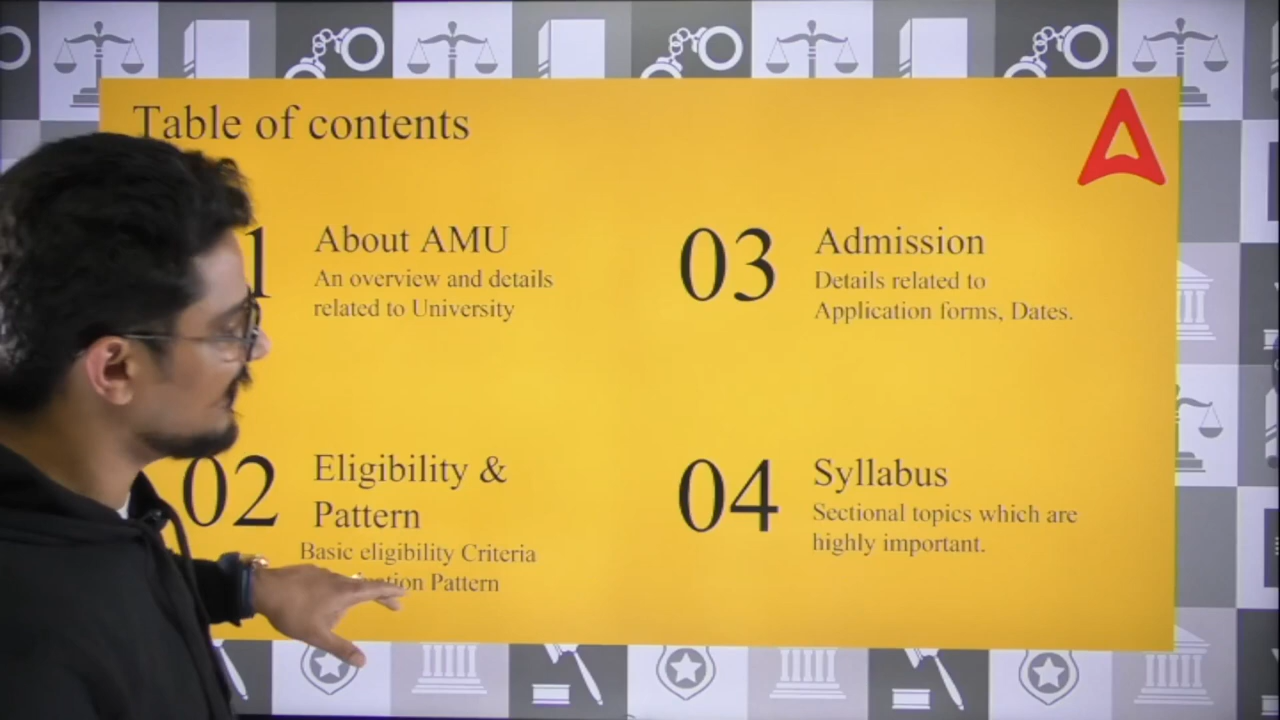 Table of contents
1
About AMU
An overview and details
related to University
02
Eligibility &
Pattern
Basic eligibility Criteria
Pattern
03
Admission
Details related to
Application forms, Dates.
04
Syllabus
Sectional topics which are
highly important.